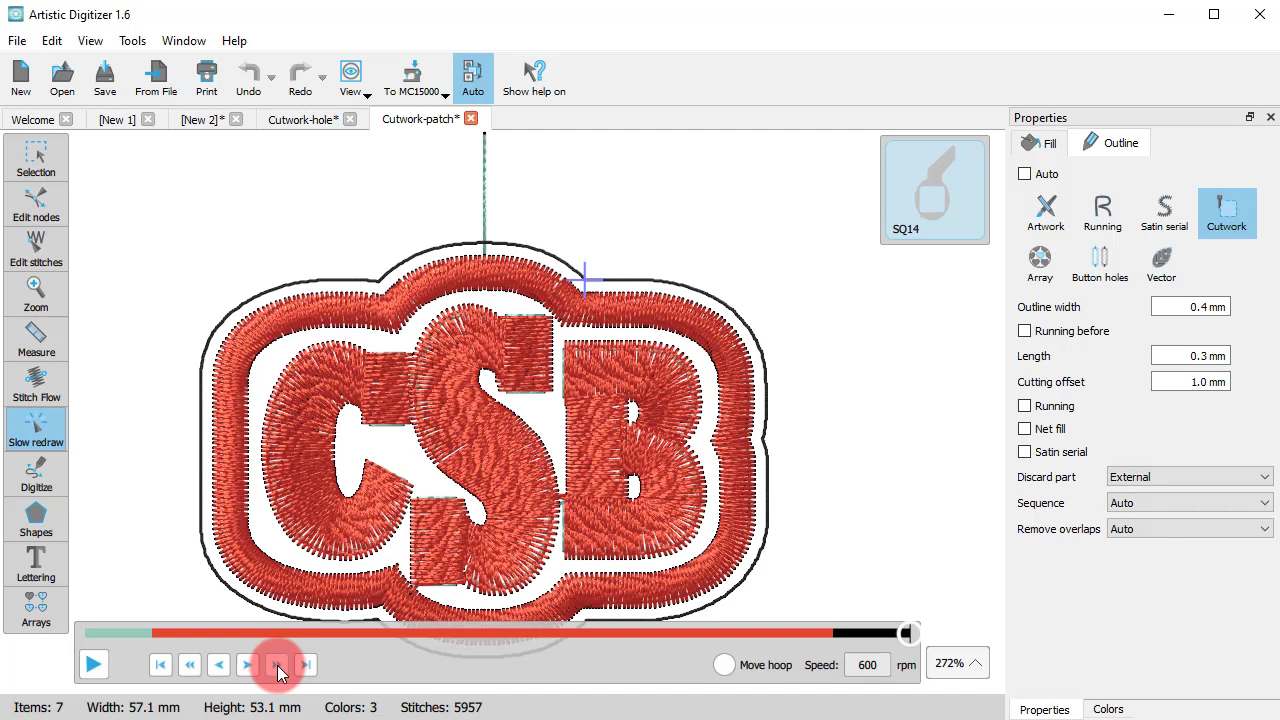 Artistic Digitizer 1.6
File Edit View Tools Window Help
New Open Save From File Print Undo Redo View To MC15000 Auto Show help on
Welcome [New 1] [New 2]* Cutwork-hole* Cutwork-patch*
Properties
Fill Outline
Selection
Edit nodes
Edit stitches
Zoom
Measure
Stitch Flow
Slow redraw
Digitize
Shapes
Lettering
Arrays
SQ14
CSB
Auto
Artwork Running Satin serial Cutwork
Array Button holes Vector
Outline width 0.4 mm
Running before
Length 0.3 mm
Cutting offset 1.0 mm
Running
Net fill
Satin serial
Discard part External
Sequence Auto
Remove overlaps Auto
Move hoop Speed: 600 rpm 272%
Items: 7 Width: 57.1 mm Height: 53.1 mm Colors: 3 Stitches: 5957
Properties Colors